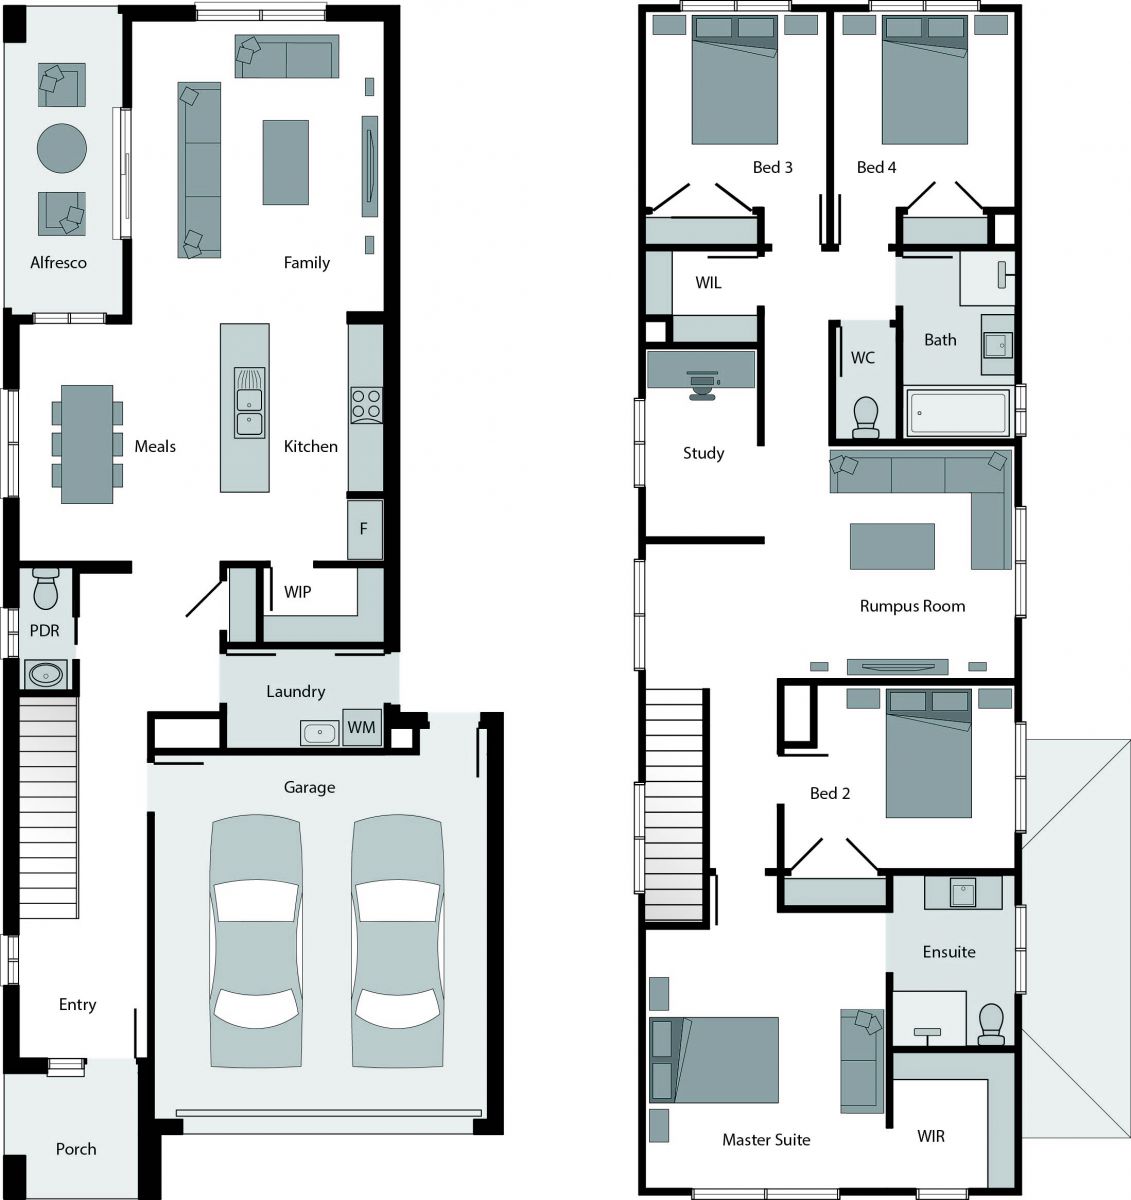 Alfresco
Family
Meals
Kitchen
F
WIP
PDR
Laundry
WM
Garage
Entry
Porch
Bed 3
Bed 4
WIL
WC
Bath
Study
Rumpus Room
Bed 2
Ensuite
Master Suite
WIR